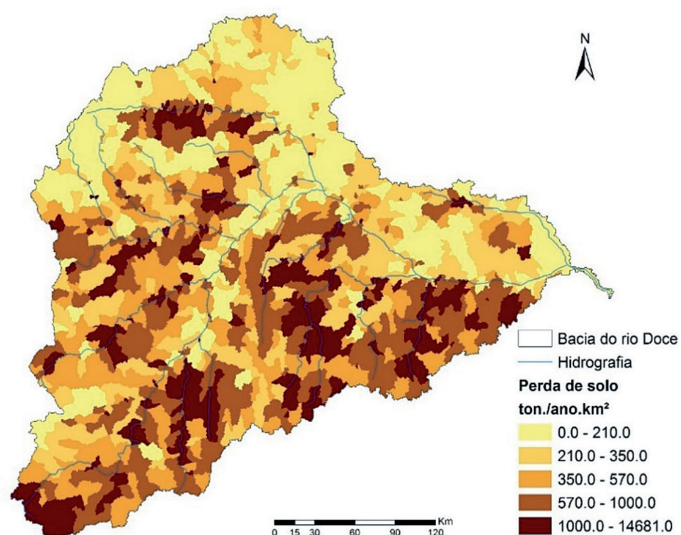 N
Bacia do rio Doce
Hidrografia
Perda de solo
ton./ano.km²
0.0 - 210.0
210.0 - 350.0
350.0 - 570.0
570.0 - 1000.0
1000.0 - 14681.0
Km
0 15 30 60 90 120